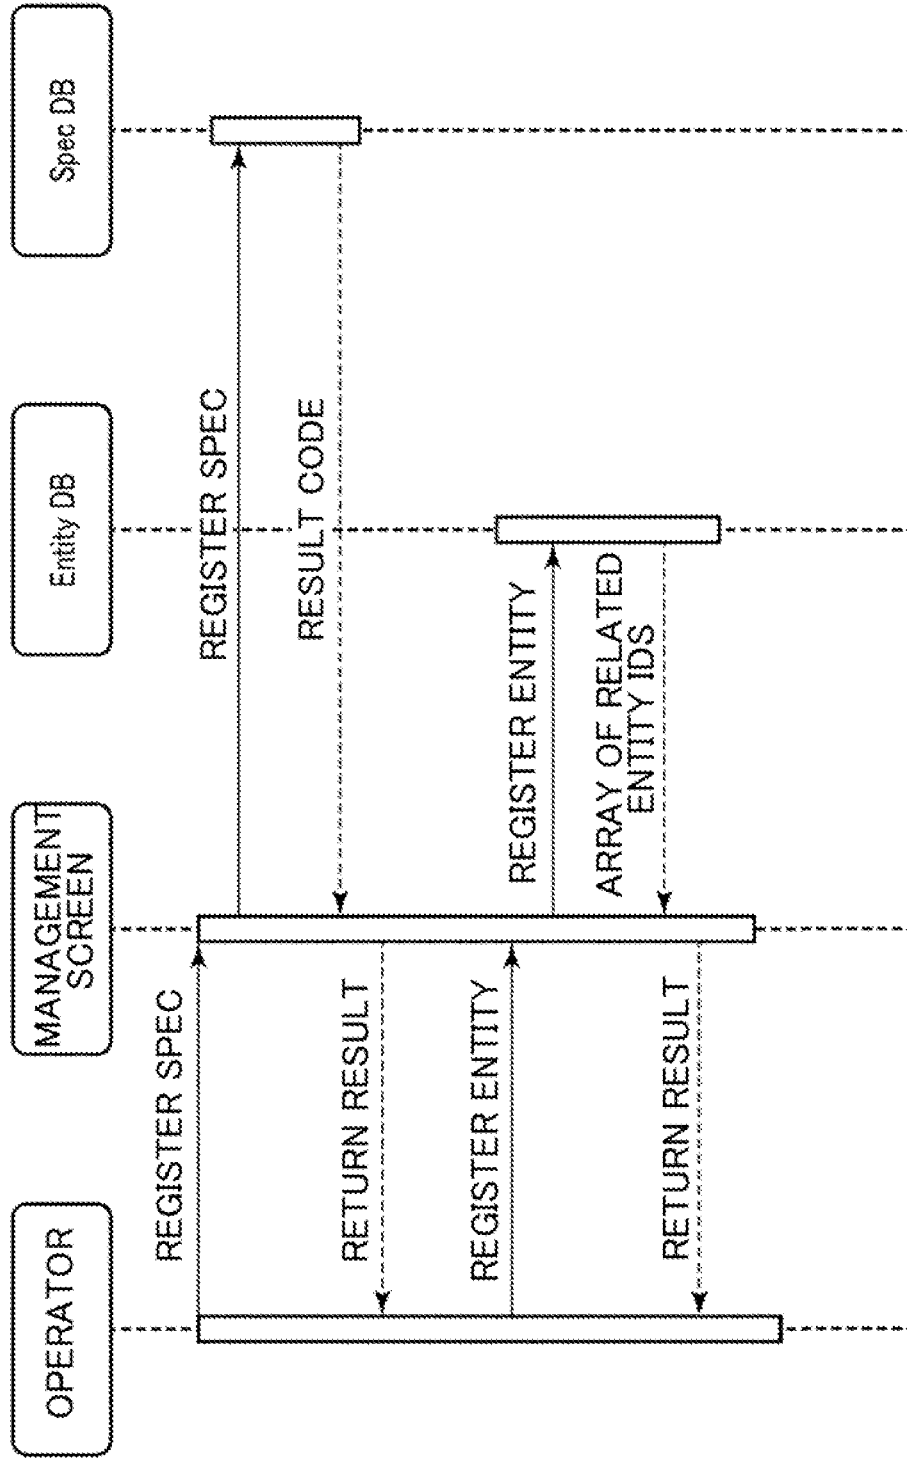 OPERATOR
MANAGEMENT
SCREEN
Entity DB
Spec DB
REGISTER SPEC
REGISTER SPEC
RESULT CODE
RETURN RESULT
REGISTER ENTITY
REGISTER ENTITY
ARRAY OF RELATED
ENTITY IDS
RETURN RESULT